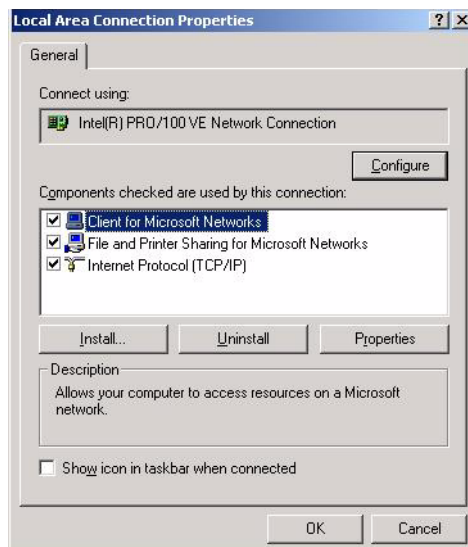 Local Area Connection Properties
General
Connect using:
Intel(R) PRO/100 VE Network Connection
Configure
Components checked are used by this connection:
Client for Microsoft Networks
File and Printer Sharing for Microsoft Networks
Internet Protocol (TCP/IP)
Install... Uninstall Properties
Description
Allows your computer to access resources on a Microsoft
network.
Show icon in taskbar when connected
OK Cancel